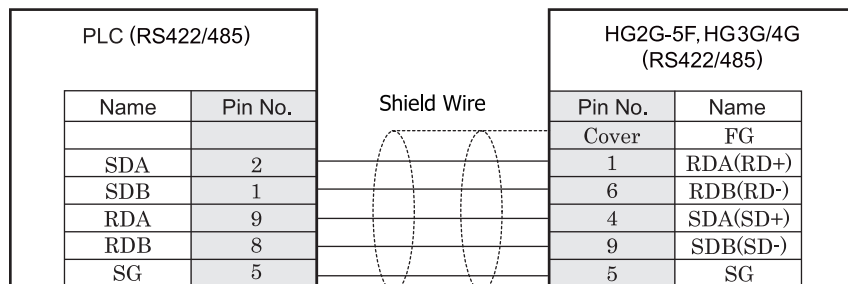 PLC (RS422/485)
HG2G-5F, HG3G/4G
(RS422/485)
Name Pin No. Shield Wire Pin No. Name
Cover FG
SDA 2 1 RDA(RD+)
SDB 1 6 RDB(RD-)
RDA 9 4 SDA(SD+)
RDB 8 9 SDB(SD-)
SG 5 5 SG